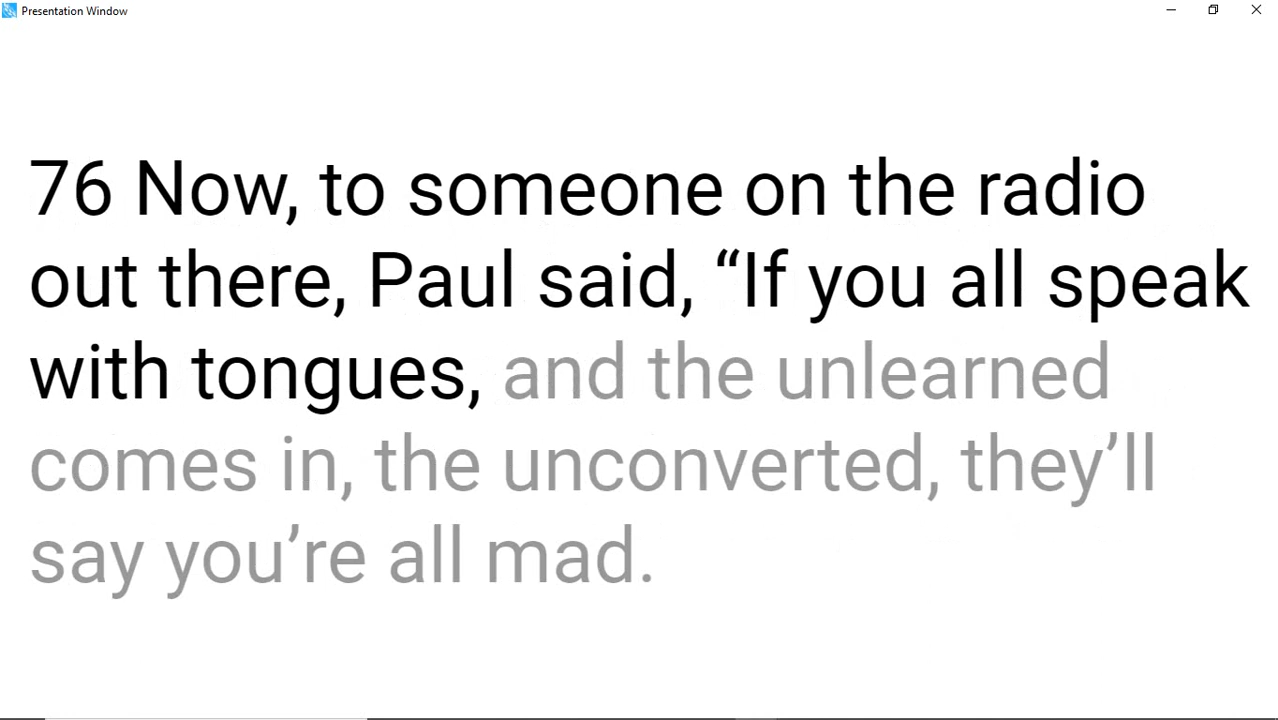 Presentation Window
76 Now, to someone on the radio
out there, Paul said, “If you all speak
with tongues, and the unlearned
comes in, the unconverted, they’ll
say you’re all mad.